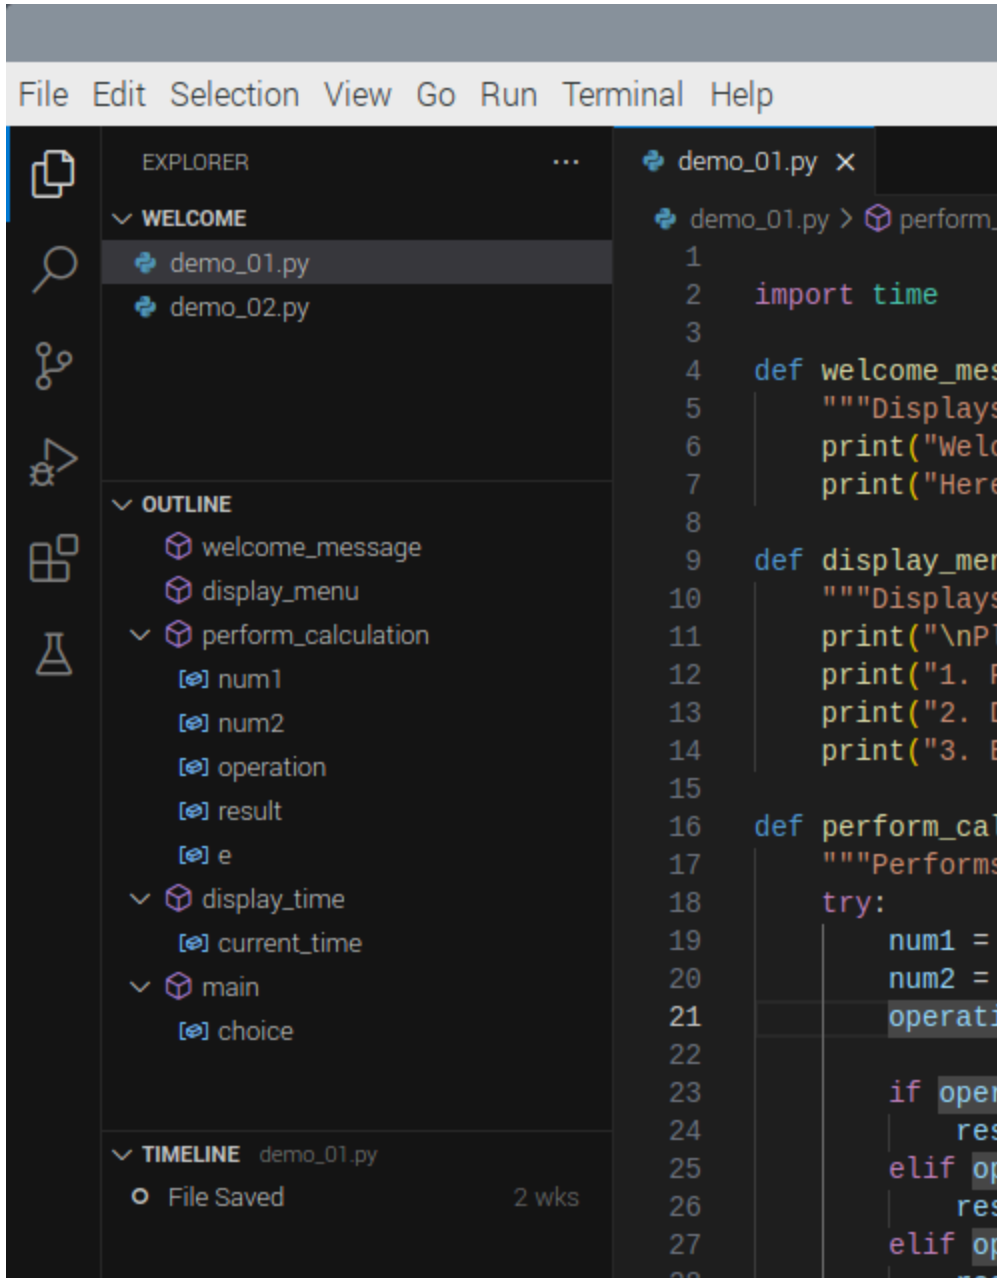 File Edit Selection View Go Run Terminal Help
EXPLORER ···
WELCOME
demo_01.py
demo_02.py
OUTLINE
welcome_message
display_menu
perform_calculation
num1
num2
operation
result
e
display_time
current_time
main
choice
TIMELINE demo_01.py
File Saved 2 wks
demo_01.py ×
demo_01.py > perform_
1
2 import time
3
4 def welcome_mes
5 """Displays
6 print("Welc
7 print("Here
8
9 def display_men
10 """Displays
11 print("\nPl
12 print("1. P
13 print("2. D
14 print("3. E
15
16 def perform_cal
17 """Performs
18 try:
19 num1 =
20 num2 =
21 operati
22
23 if oper
24 res
25 elif op
26 res
27 elif op